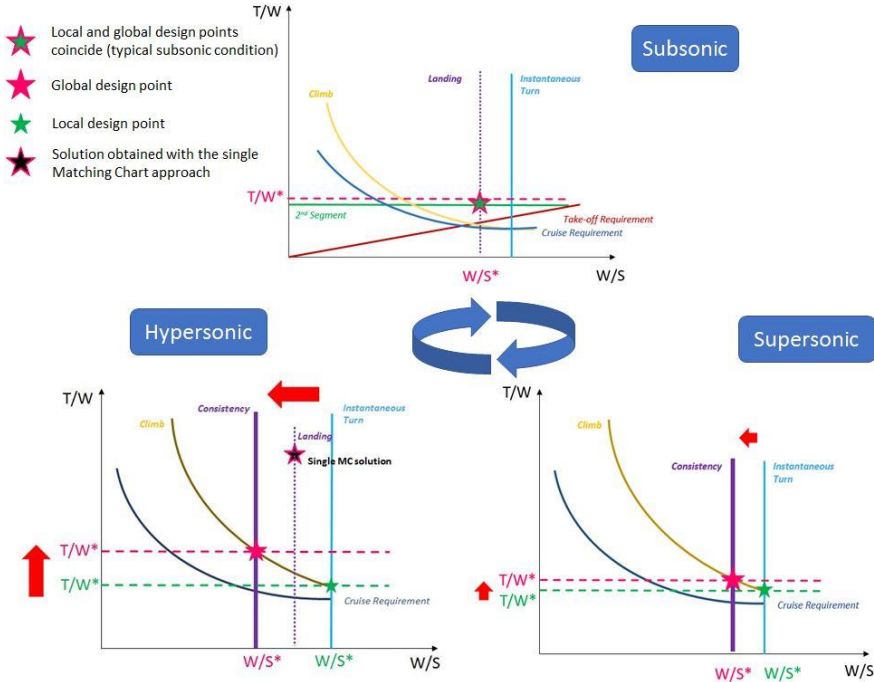 Local and global design points
coincide (typical subsonic condition)
Global design point
Local design point
Solution obtained with the single
Matching Chart approach
T/W
Subsonic
Landing
Instantaneous
Turn
Climb
T/W*
2nd Segment
Take-off Requirement
Cruise Requirement
W/S*
W/S
Hypersonic
Supersonic
T/W
Consistency
Instantaneous
Turn
Climb
Landing
Single MC solution
T/W*
T/W*
Cruise Requirement
W/S*
W/S*
W/S
T/W
Climb
Consistency
Instantaneous
Turn
T/W*
T/W*
Cruise Requirement
W/S*
W/S*
W/S